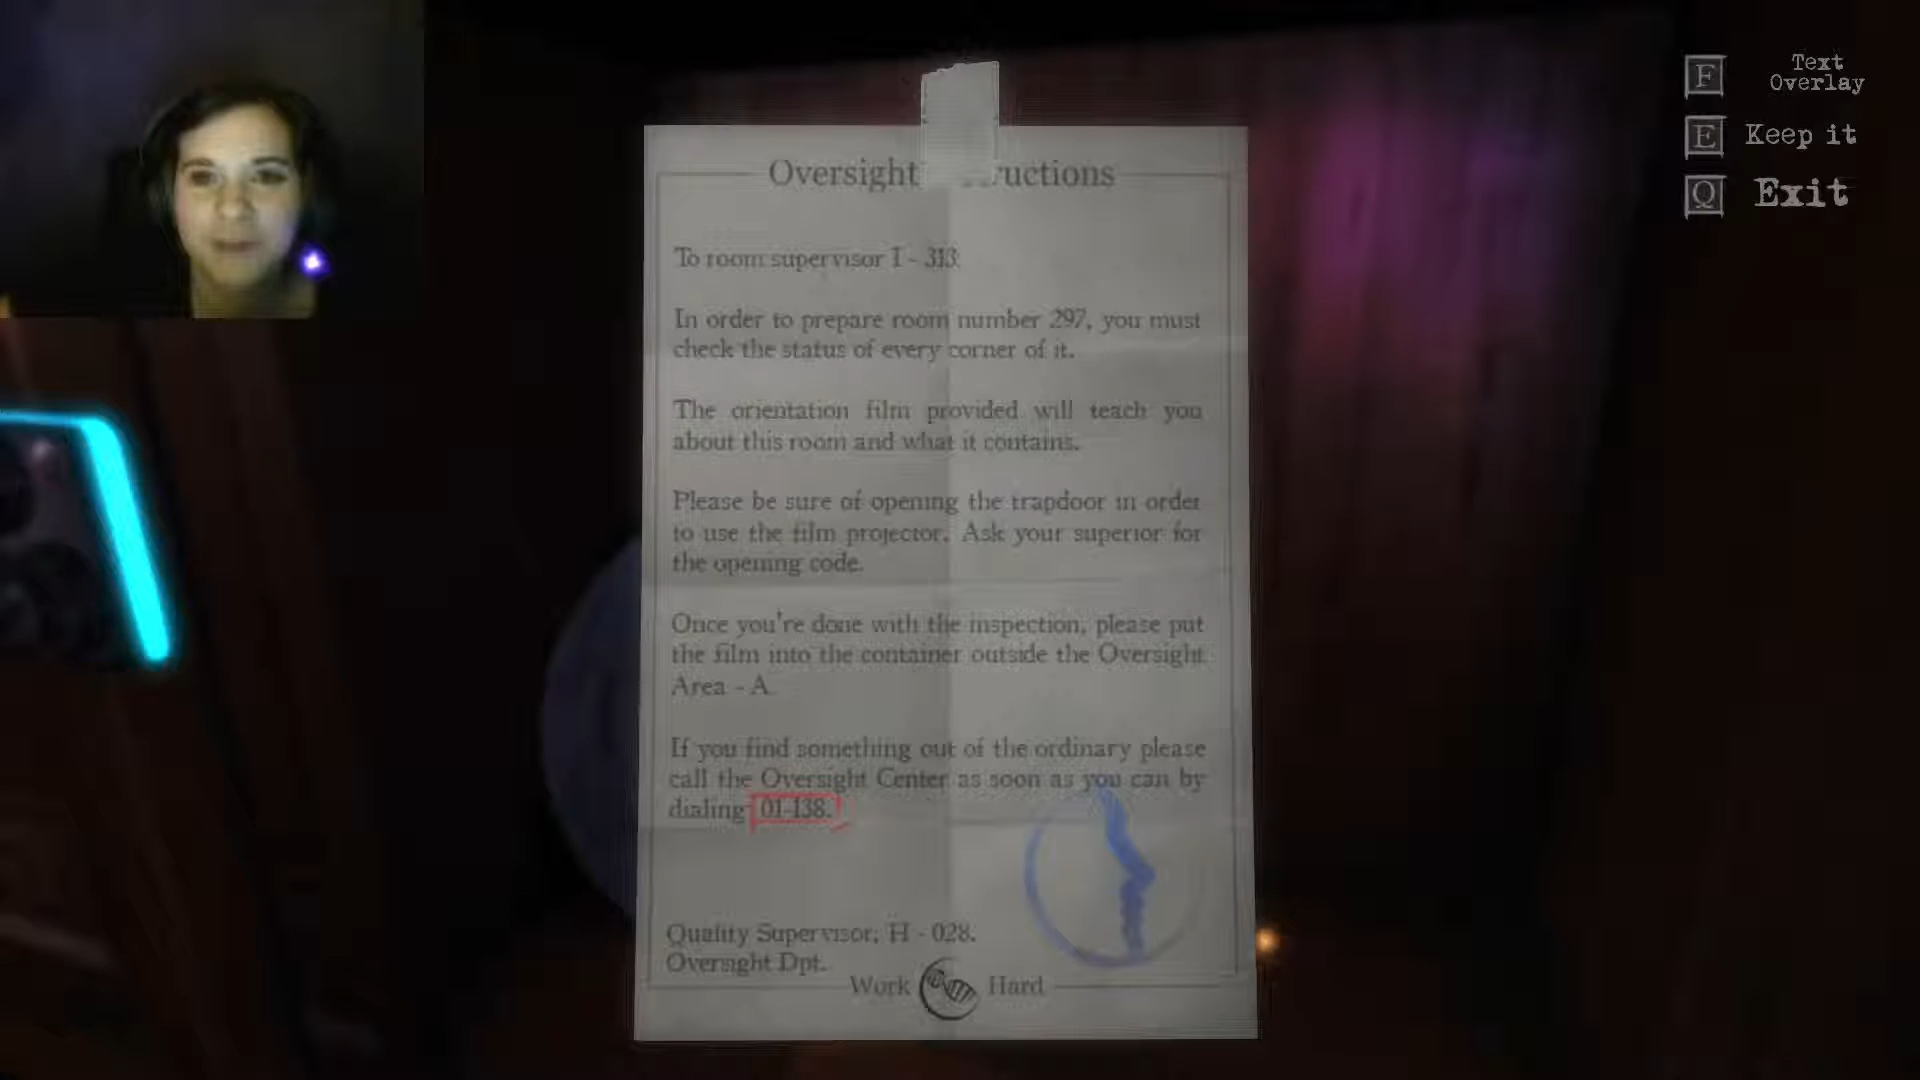 Oversight ructions
To room supervisor I - 313:
In order to prepare room number 297, you must
check the status of every corner of it.
The orientation film provided will teach you
about this room and what it contains.
Please be sure of opening the trapdoor in order
to use the film projector. Ask your superior for
the opening code.
Once you're done with the inspection, please put
the film into the container outside the Oversight
Area - A.
If you find something out of the ordinary please
call the Oversight Center as soon as you can by
dialing 01-138.
Quality Supervisor, H - 028.
Oversight Dpt.
Work Hard
F Text
Overlay
E Keep it
Q Exit